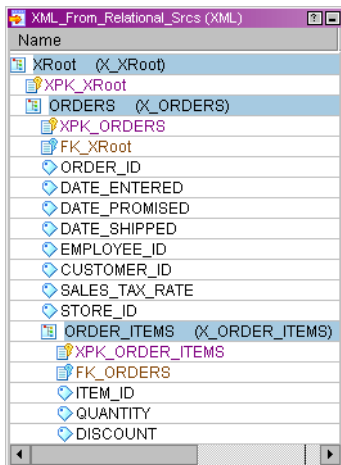 XML_From_Relational_Srcs (XML)
Name
XRoot (X_XRoot)
XPK_XRoot
ORDERS (X_ORDERS)
XPK_ORDERS
FK_XRoot
ORDER_ID
DATE_ENTERED
DATE_PROMISED
DATE_SHIPPED
EMPLOYEE_ID
CUSTOMER_ID
SALES_TAX_RATE
STORE_ID
ORDER_ITEMS (X_ORDER_ITEMS)
XPK_ORDER_ITEMS
FK_ORDERS
ITEM_ID
QUANTITY
DISCOUNT